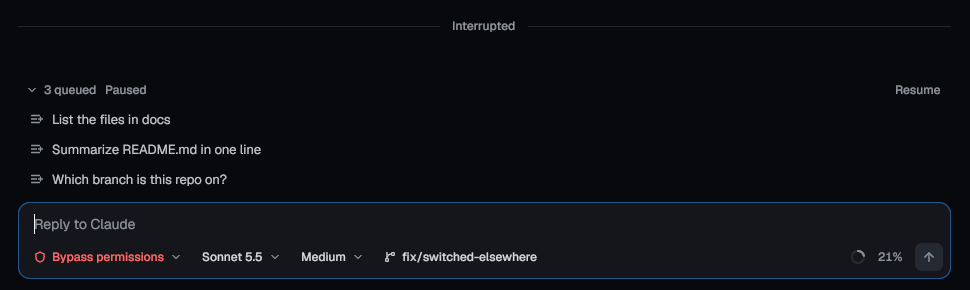 Interrupted
3 queued Paused Resume
List the files in docs
Summarize README.md in one line
Which branch is this repo on?
Reply to Claude
Bypass permissions Sonnet 5.5 Medium fix/switched-elsewhere 21%